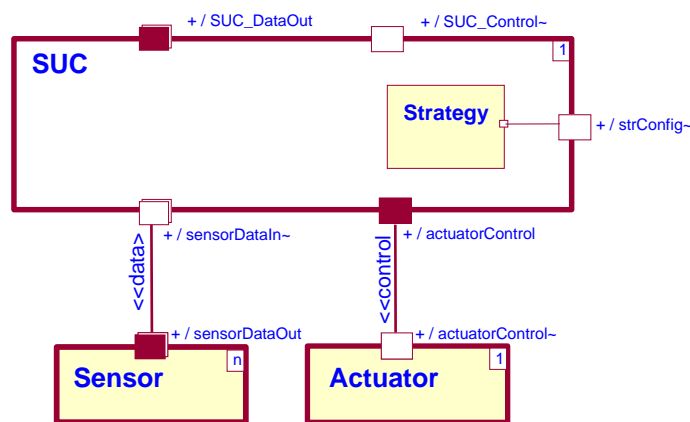 + / SUC_DataOut
+ / SUC_Control~
SUC
1
Strategy
+ / strConfig~
+ / sensorDataIn~
+ / actuatorControl
<<data>
<<control
+ / sensorDataOut
+ / actuatorControl~
Sensor
n
Actuator
1